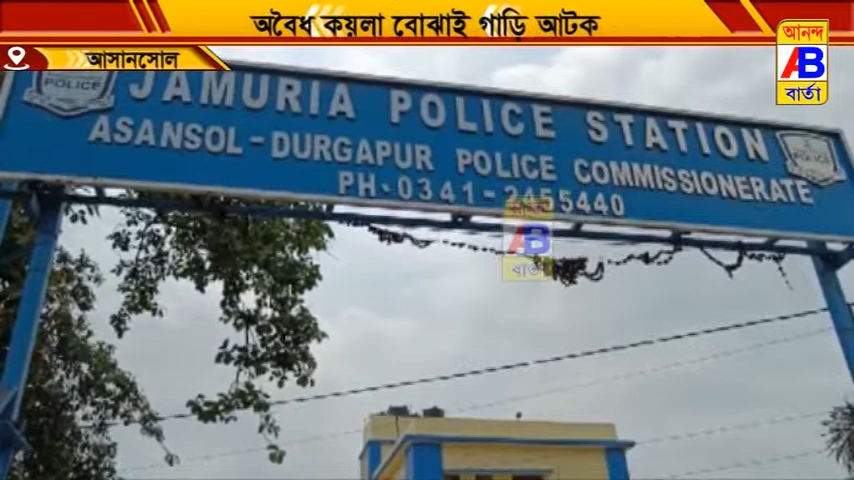 অবৈধ কয়লা বোঝাই গাড়ি আটক
আসানসোল
আনন্দ
AB
বার্তা
JAMURIA POLICE STATION
ASANSOL-DURGAPUR POLICE COMMISSIONERATE
PH-0341-2455440
POLICE
আনন্দ
AB
বার্তা